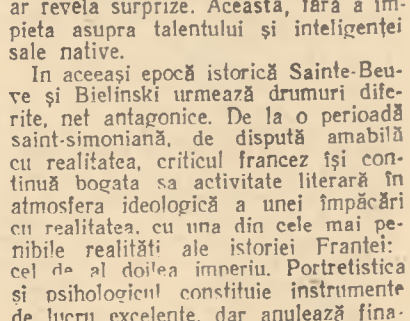 ar revela surprize. Aceasta, fără a îm-
pieta asupra talentului și inteligenței
sale native.
In aceeași epocă istorică Sainte-Beu-
ve și Bielinski urmează drumuri dife-
rite, net antagonice. De la o perioadă
saint-simoniană, de dispută amabilă
cu realitatea, criticul francez își con-
tinuă bogata sa activitate literară în
atmosfera ideologică a unei împăcări
cu realitatea, cu una din cele mai pe-
nibile realități ale istoriei Frantei:
cel de al doilea imperiu. Portretistica
și psihologicul constituie instrumente
de lucru excelente, dar anulează fina-